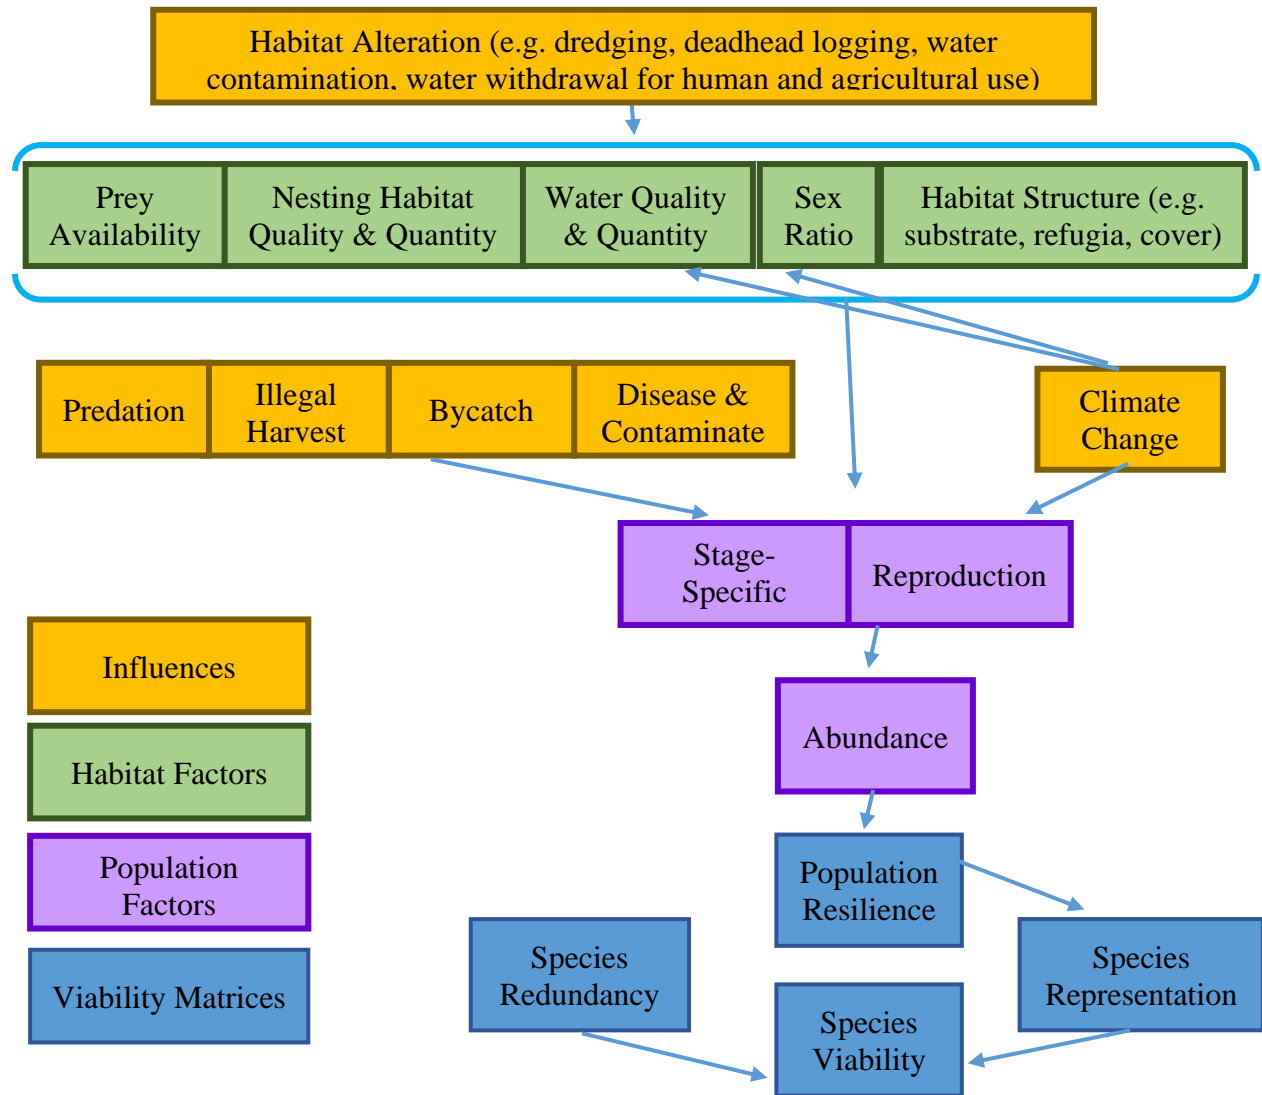 Habitat Alteration (e.g. dredging, deadhead logging, water
contamination, water withdrawal for human and agricultural use)
Prey
Availability
Nesting Habitat
Quality & Quantity
Water Quality
& Quantity
Sex
Ratio
Habitat Structure (e.g.
substrate, refugia, cover)
Predation
Illegal
Harvest
Bycatch
Disease &
Contaminate
Climate
Change
Stage-
Specific
Reproduction
Influences
Abundance
Habitat Factors
Population
Factors
Population
Resilience
Viability Matrices
Species
Redundancy
Species
Viability
Species
Representation